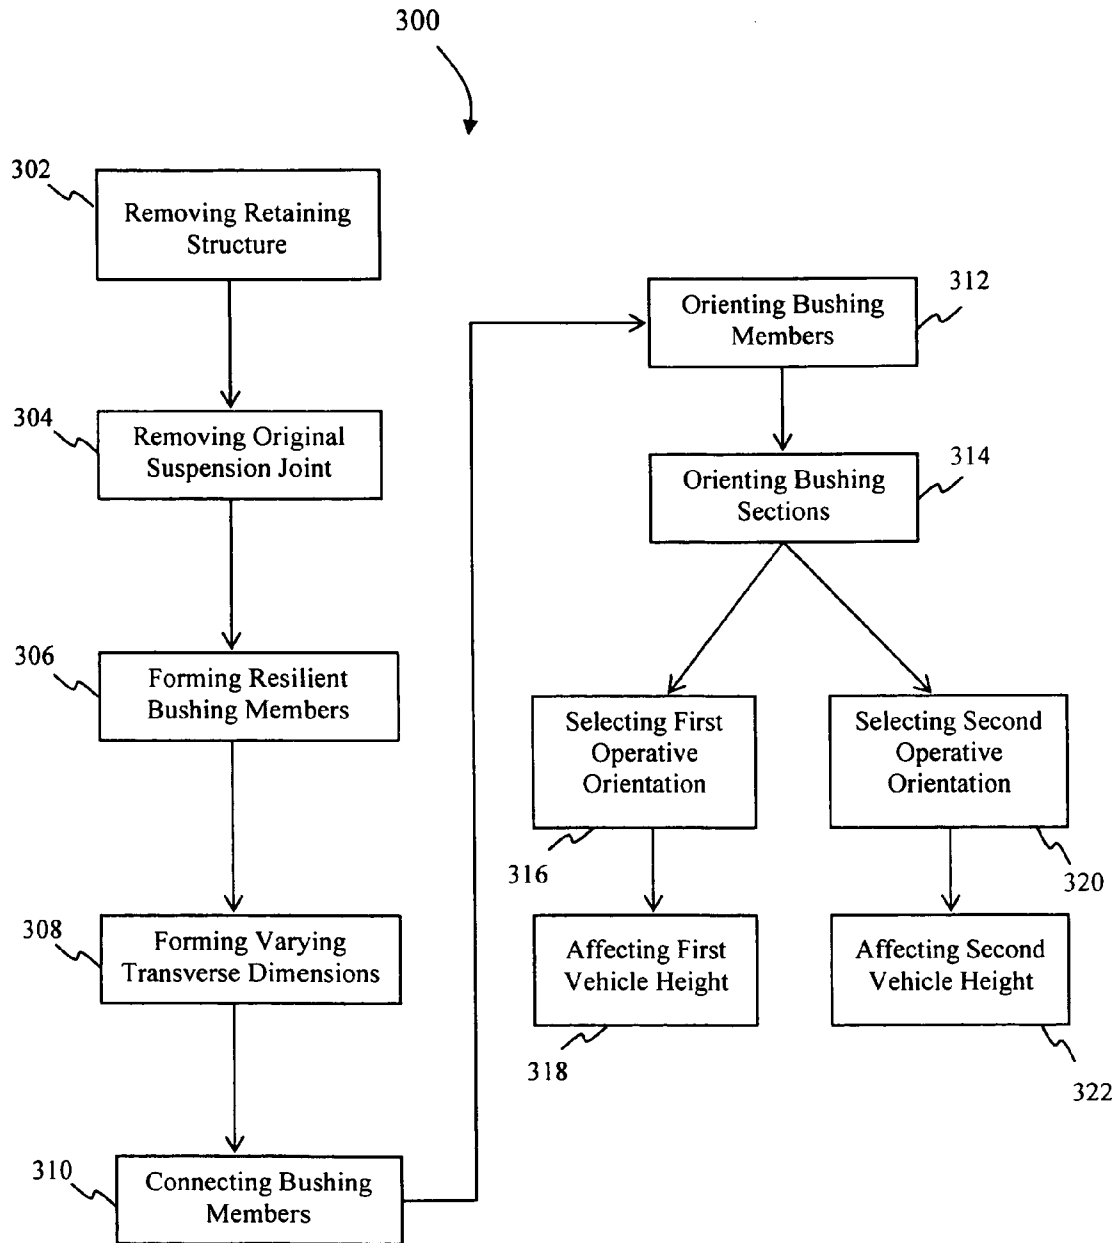 300
302
Removing Retaining
Structure
304
Removing Original
Suspension Joint
306
Forming Resilient
Bushing Members
308
Forming Varying
Transverse Dimensions
310
Connecting Bushing
Members
312
Orienting Bushing
Members
314
Orienting Bushing
Sections
Selecting First
Operative
Orientation
316
Affecting First
Vehicle Height
318
Selecting Second
Operative
Orientation
320
Affecting Second
Vehicle Height
322